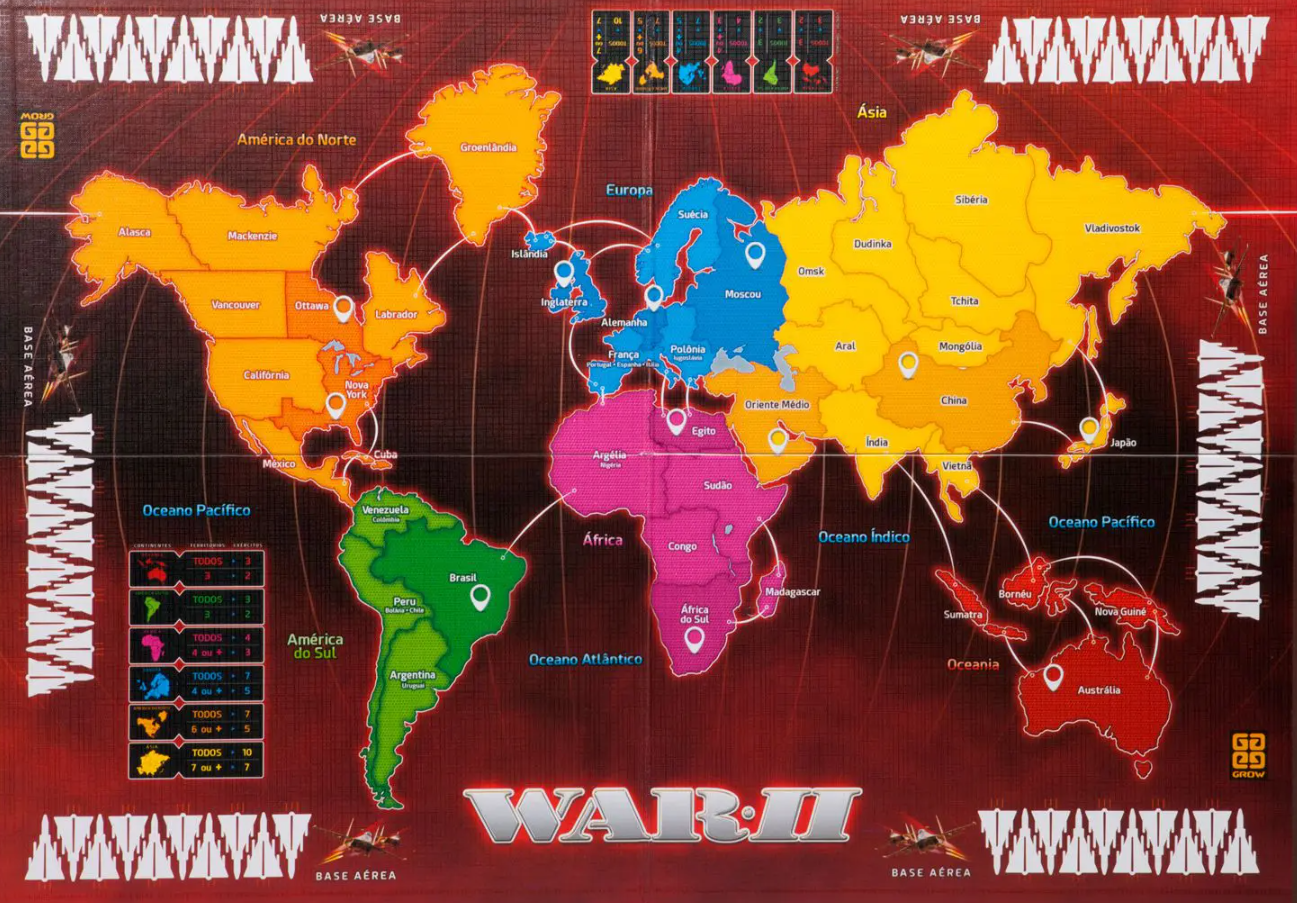 BASE AÉREA
BASE AÉREA
GROW
América do Norte
Groenlândia
Ásia
Europa
Suécia
Sibéria
Alasca
Mackenzie
Islândia
Dudinka
Vladivostok
Omsk
Moscou
Vancouver
Ottawa
Labrador
Inglaterra
Alemanha
Tchita
BASE AÉREA
BASE AÉREA
França
Portugal • Espanha • Itália
Polônia
Iugoslávia
Aral
Mongólia
Califórnia
Nova
York
Oriente Médio
China
México
Cuba
Argélia
Nigéria
Egito
Índia
Japão
Vietnã
Sudão
Oceano Pacífico
Venezuela
Colômbia
África
Congo
Oceano Índico
Oceano Pacífico
CONTINENTES TERRITÓRIOS EXÉRCITOS
TODOS • 3
3 • 2
TODOS • 3
3 • 2
TODOS • 4
4 ou + • 3
TODOS • 7
4 ou + • 5
TODOS • 7
6 ou + • 5
ÁSIA
TODOS • 10
7 ou + • 7
Brasil
Peru
Bolívia • Chile
América
do Sul
Argentina
Uruguai
África
do Sul
Madagascar
Oceano Atlântico
Sumatra
Bornéu
Nova Guiné
Oceania
Austrália
GROW
WAR•II
BASE AÉREA
BASE AÉREA